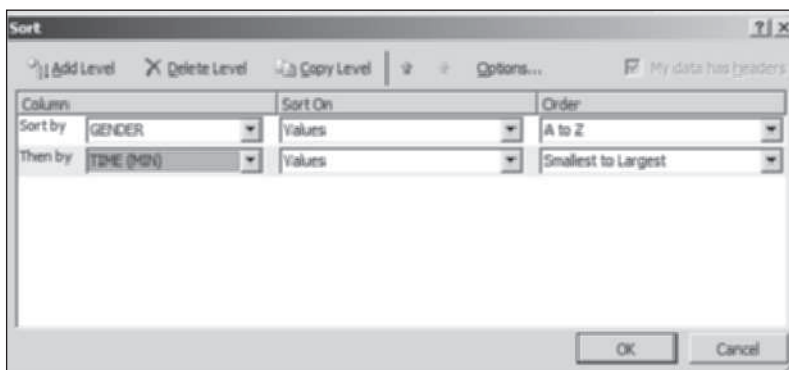 Sort
Add Level Delete Level Copy Level Options... My data has headers
Column Sort On Order
Sort by GENDER Values A to Z
Then by TIME (MIN) Values Smallest to Largest
OK Cancel